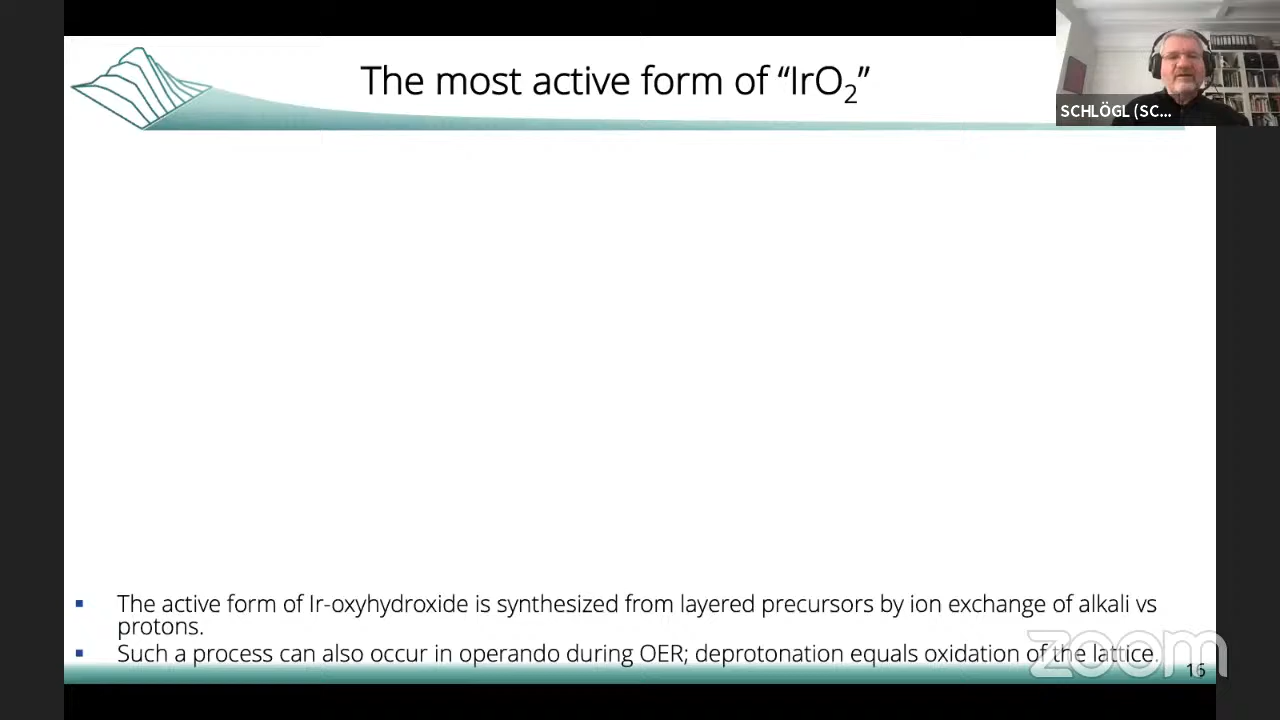 The most active form of “IrO₂”
SCHLÖGL (SC...
▪ The active form of Ir-oxyhydroxide is synthesized from layered precursors by ion exchange of alkali vs
protons.
▪ Such a process can also occur in operando during OER; deprotonation equals oxidation of the lattice.
zoom
16